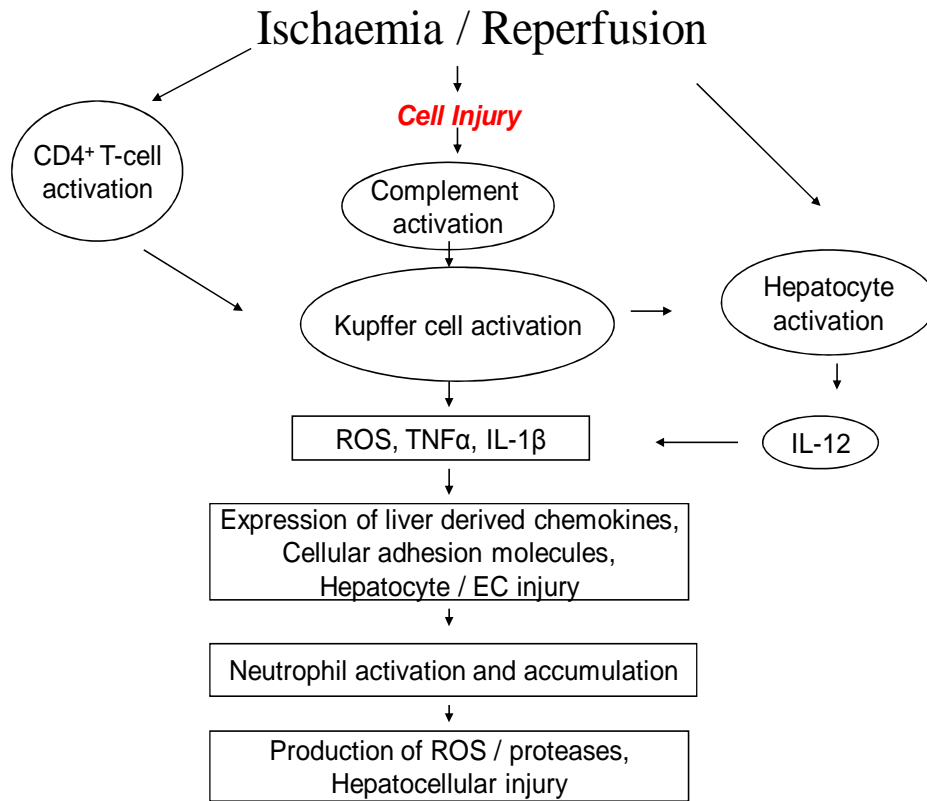 Ischaemia / Reperfusion
Cell Injury
CD4⁺ T-cell
activation
Complement
activation
Kupffer cell activation
Hepatocyte
activation
ROS, TNFα, IL-1β
IL-12
Expression of liver derived chemokines,
Cellular adhesion molecules,
Hepatocyte / EC injury
Neutrophil activation and accumulation
Production of ROS / proteases,
Hepatocellular injury